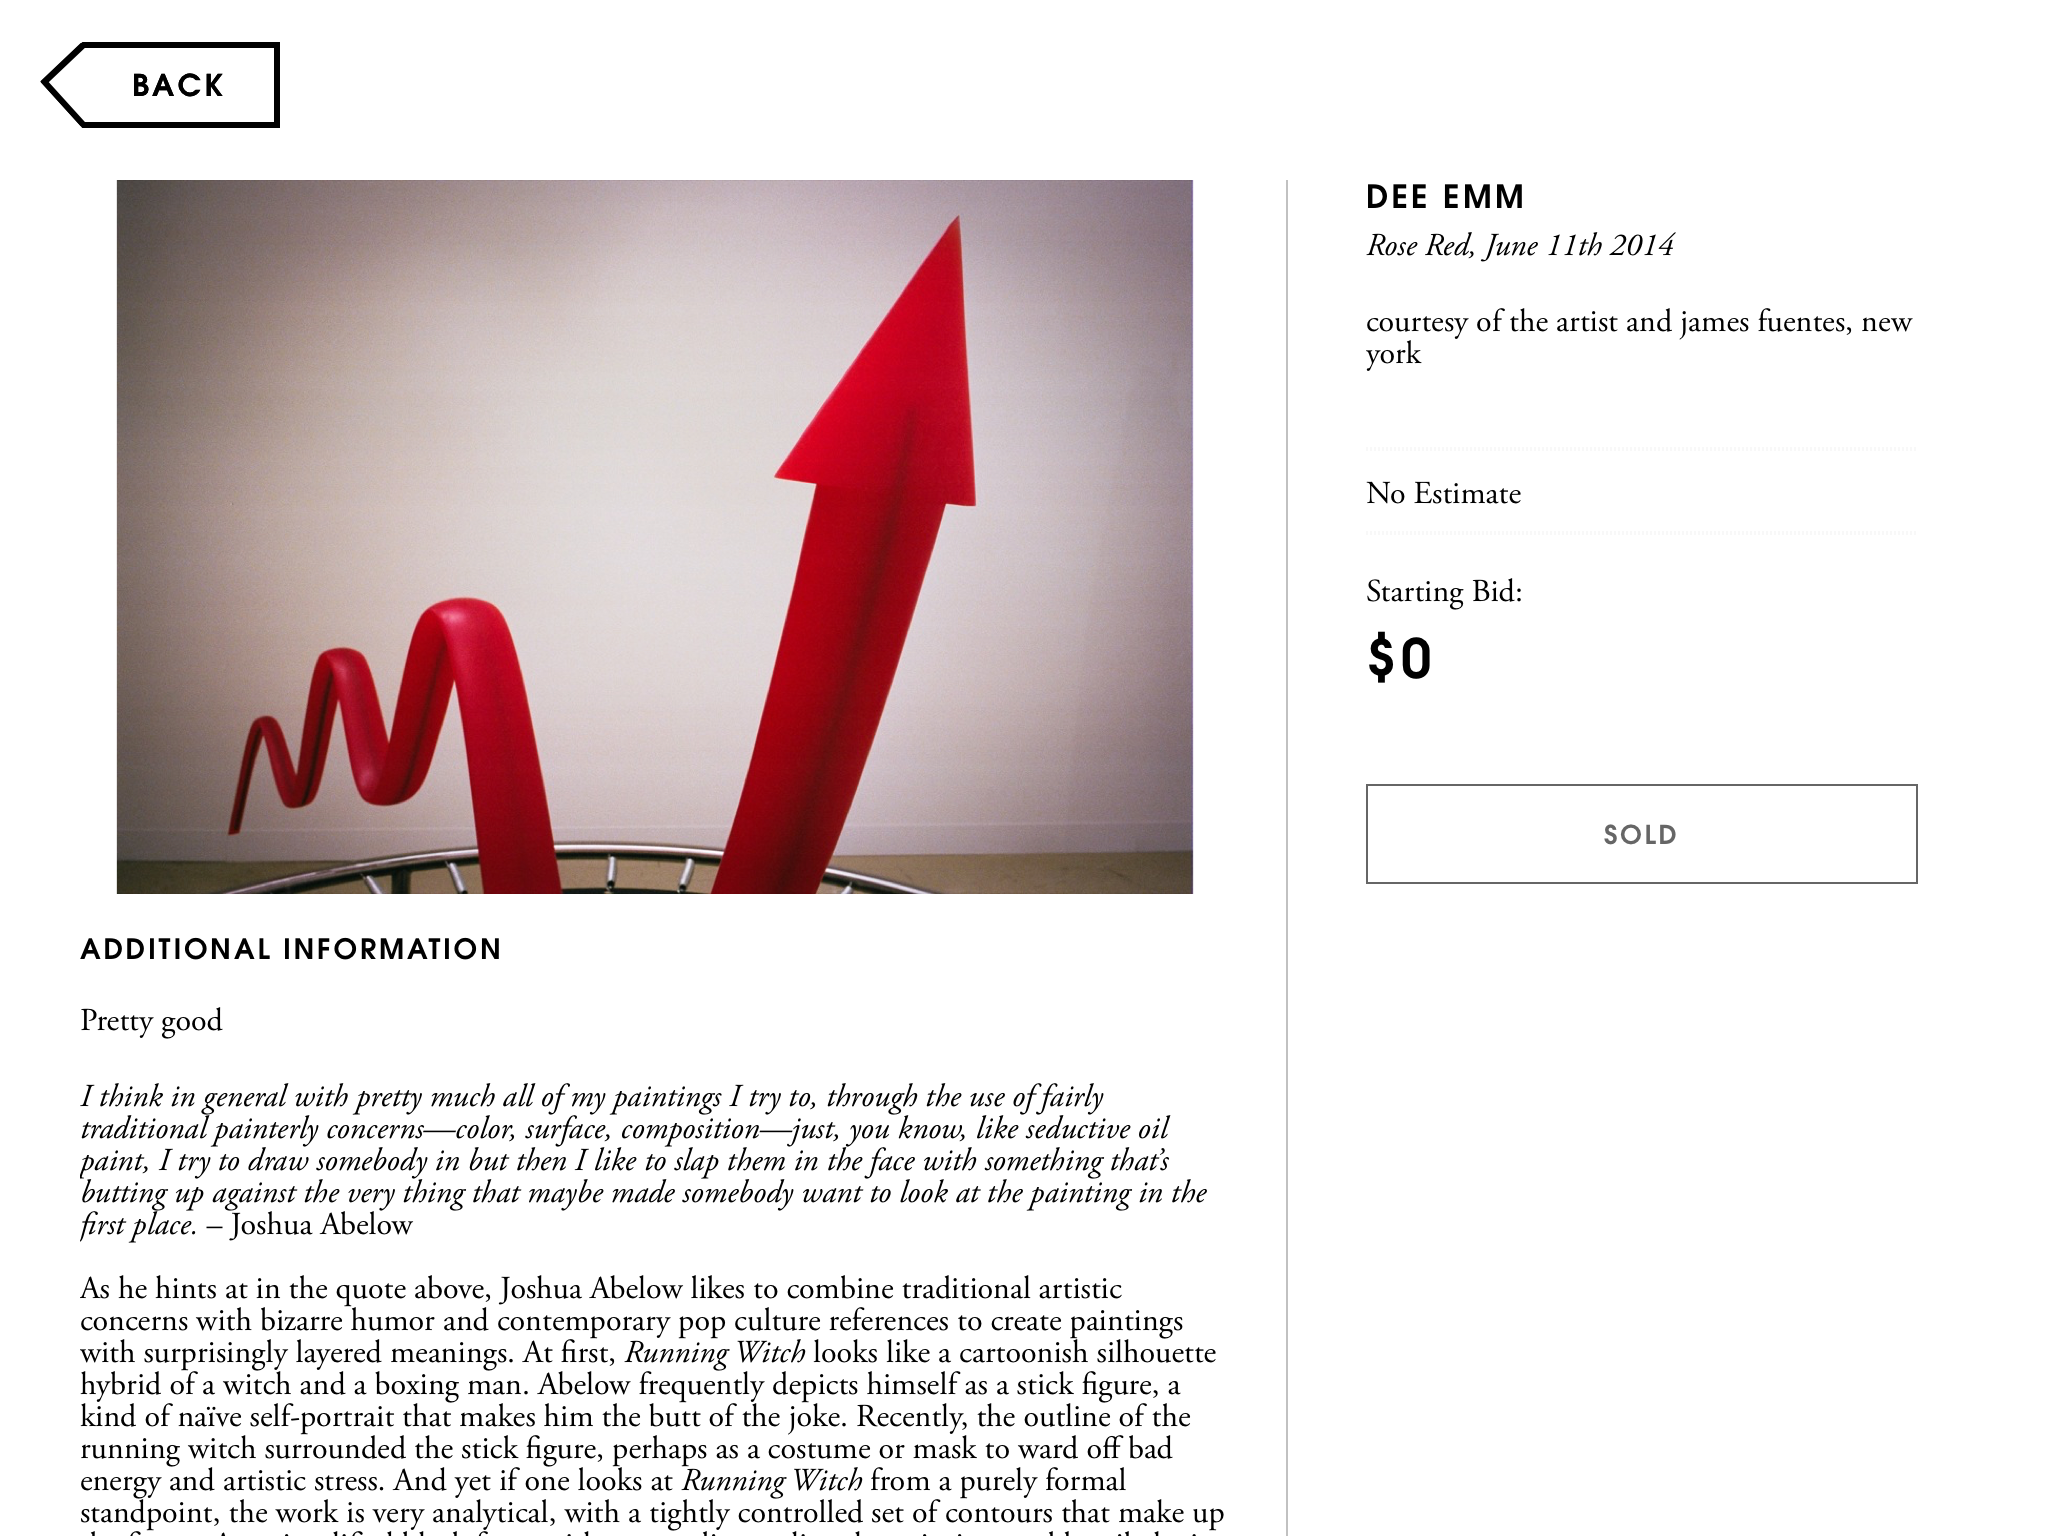 BACK
DEE EMM
Rose Red, June 11th 2014
courtesy of the artist and james fuentes, new
york
No Estimate
Starting Bid:
$0
SOLD
ADDITIONAL INFORMATION
Pretty good
I think in general with pretty much all of my paintings I try to, through the use of fairly
traditional painterly concerns—color, surface, composition—just, you know, like seductive oil
paint, I try to draw somebody in but then I like to slap them in the face with something that’s
butting up against the very thing that maybe made somebody want to look at the painting in the
first place. – Joshua Abelow
As he hints at in the quote above, Joshua Abelow likes to combine traditional artistic
concerns with bizarre humor and contemporary pop culture references to create paintings
with surprisingly layered meanings. At first, Running Witch looks like a cartoonish silhouette
hybrid of a witch and a boxing man. Abelow frequently depicts himself as a stick figure, a
kind of naïve self-portrait that makes him the butt of the joke. Recently, the outline of the
running witch surrounded the stick figure, perhaps as a costume or mask to ward off bad
energy and artistic stress. And yet if one looks at Running Witch from a purely formal
standpoint, the work is very analytical, with a tightly controlled set of contours that make up